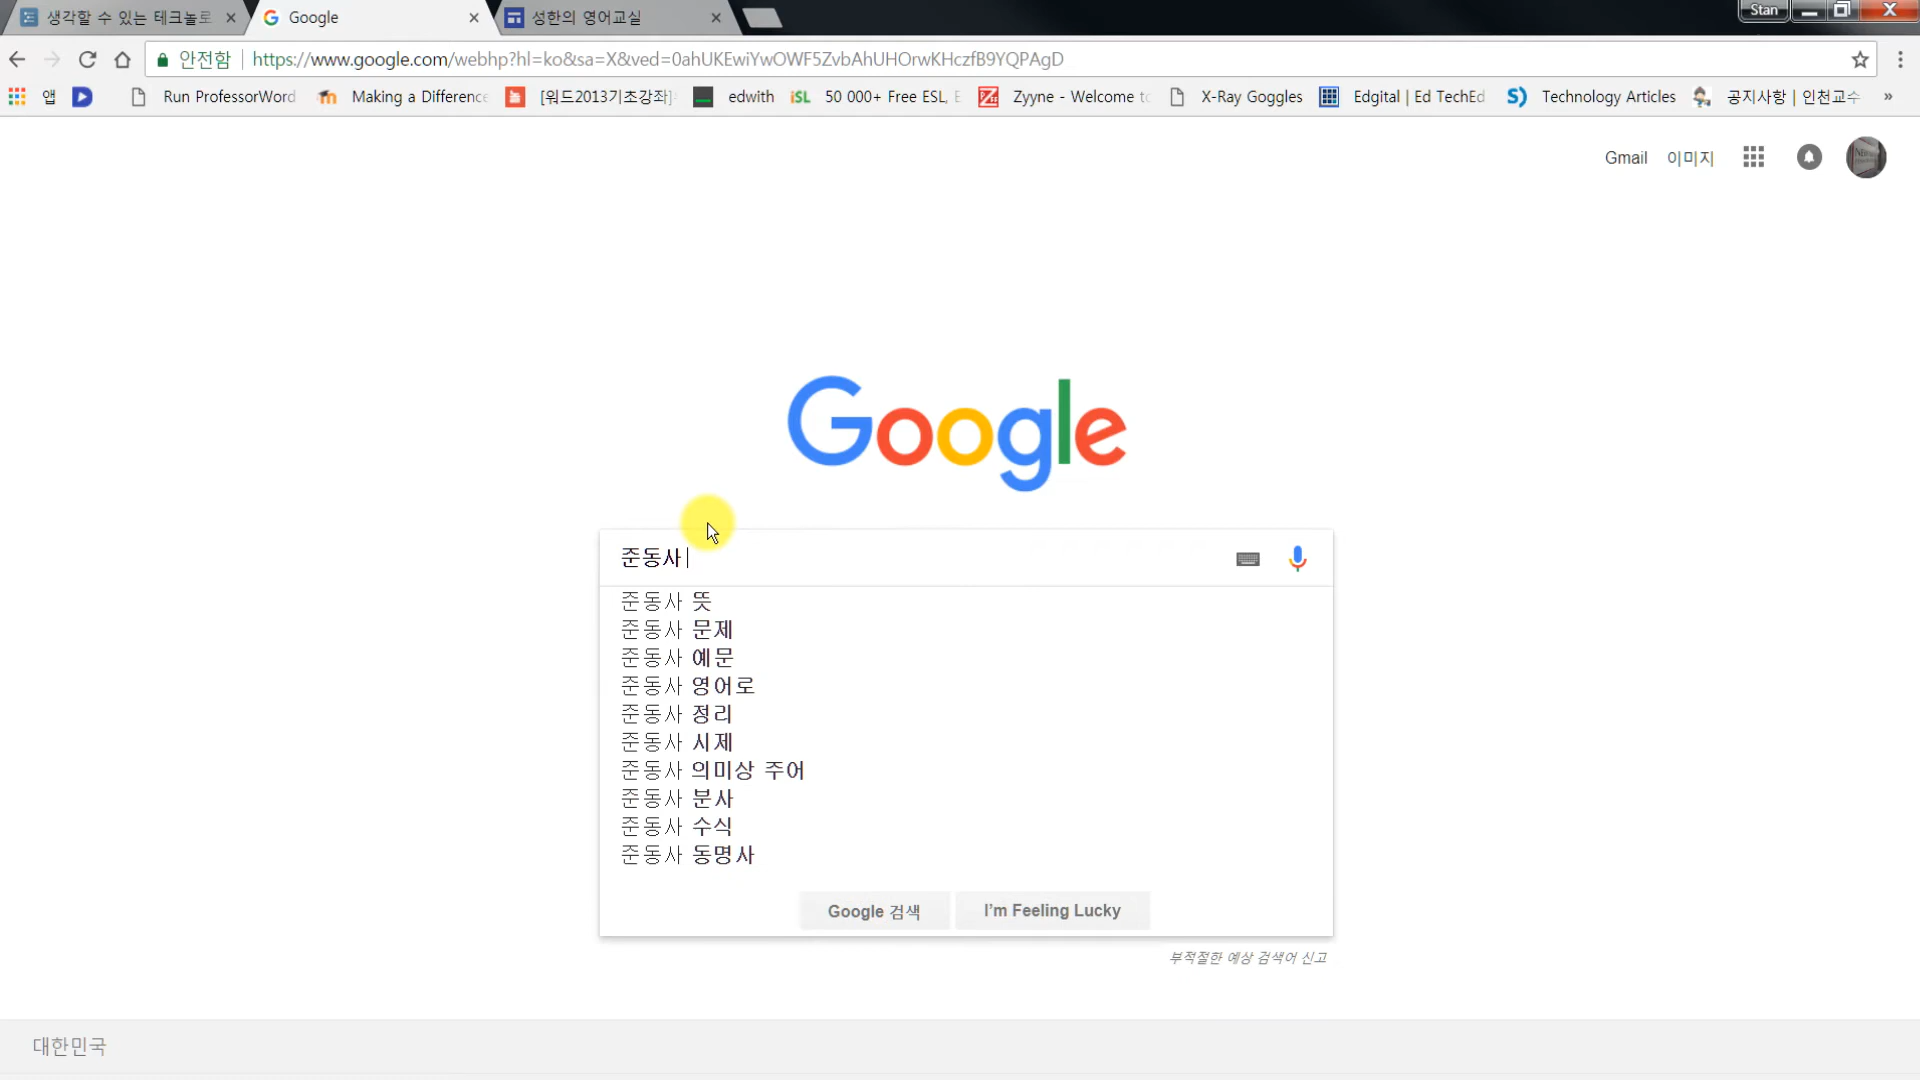 생각할 수 있는 테크놀로
Google
성한의 영어교실
Stan
안전함
https://www.google.com/webhp?hl=ko&sa=X&ved=0ahUKEwiYwOWF5ZvbAhUHOrwKHczfB9YQPAgD
앱
Run ProfessorWord
Making a Difference
[워드2013기초강좌]
edwith
iSL
50 000+ Free ESL, E
Zyyne - Welcome to
X-Ray Goggles
Edgital | Ed TechEd
Technology Articles
공지사항 | 인천교수
»
Gmail
이미지
Google
준동사
준동사 뜻
준동사 문제
준동사 예문
준동사 영어로
준동사 정리
준동사 시제
준동사 의미상 주어
준동사 분사
준동사 수식
준동사 동명사
Google 검색
I'm Feeling Lucky
부적절한 예상 검색어 신고
대한민국